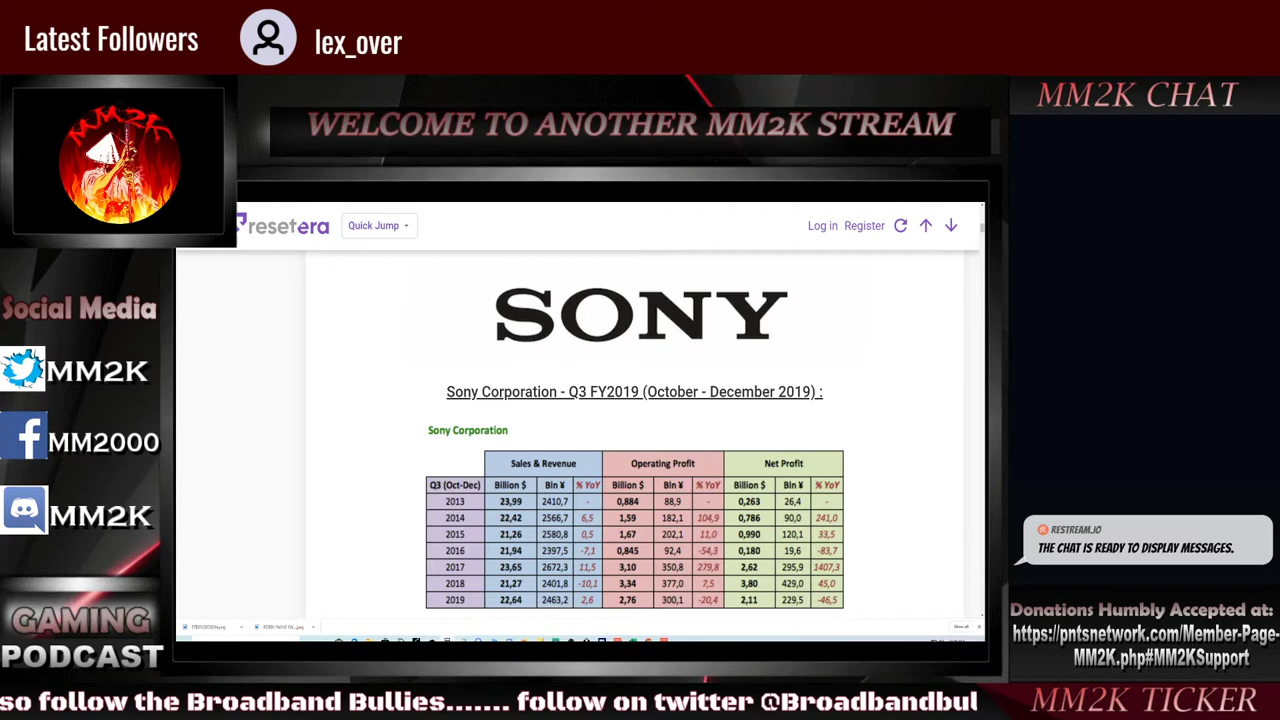 Latest Followers
lex_over
MM2K
WELCOME TO ANOTHER MM2K STREAM
MM2K CHAT
resetera
Quick Jump
Log in Register
SONY
Sony Corporation - Q3 FY2019 (October - December 2019) :
Sony Corporation
Sales & Revenue Operating Profit Net Profit
Q3 (Oct-Dec) Billion $ Bln ¥ % YoY Billion $ Bln ¥ % YoY Billion $ Bln ¥ % YoY
2013 23,99 2410,7 - 0,884 88,9 - 0,263 26,4 -
2014 22,42 2566,7 6,5 1,59 182,1 104,9 0,786 90,0 241,0
2015 21,26 2580,8 0,5 1,67 202,1 11,0 0,990 120,1 33,5
2016 21,94 2397,5 -7,1 0,845 92,4 -54,3 0,180 19,6 -83,7
2017 23,65 2672,3 11,5 3,10 350,8 279,8 2,62 295,9 1407,3
2018 21,27 2401,8 -10,1 3,34 377,0 7,5 3,80 429,0 45,0
2019 22,64 2463,2 2,6 2,76 300,1 -20,4 2,11 229,5 -46,5
Show all
Social Media
MM2K
MM2000
MM2K
GAMING
PODCAST
RESTREAM.IO
THE CHAT IS READY TO DISPLAY MESSAGES.
Donations Humbly Accepted at:
https://pntsnetwork.com/Member-Page-
MM2K.php#MM2KSupport
so follow the Broadband Bullies....... follow on twitter @Broadbandbul
MM2K TICKER